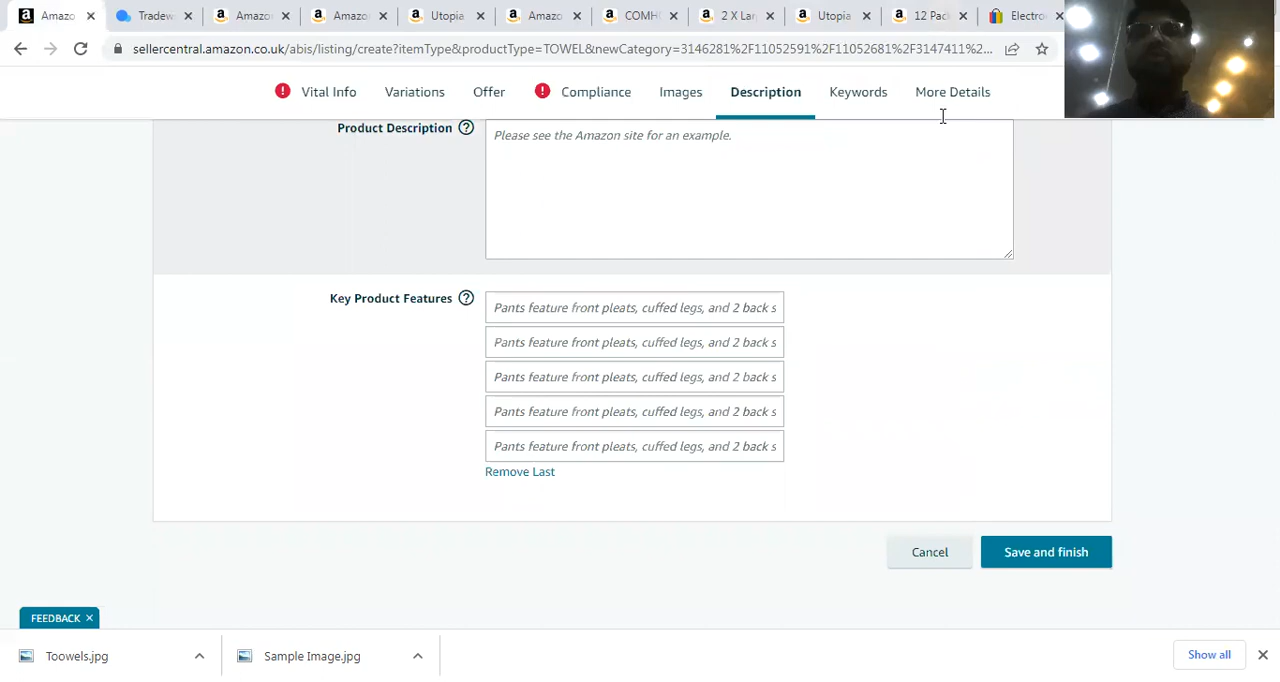 Amazo
Tradew
Amazo
Amazo
Utopia
Amazo
COMH
2 X Lar
Utopia
12 Pac
Electro
sellercentral.amazon.co.uk/abis/listing/create?itemType&productType=TOWEL&newCategory=3146281%2F11052591%2F11052681%2F3147411%2...
Vital Info
Variations
Offer
Compliance
Images
Description
Keywords
More Details
Product Description
Please see the Amazon site for an example.
Key Product Features
Pants feature front pleats, cuffed legs, and 2 back s
Pants feature front pleats, cuffed legs, and 2 back s
Pants feature front pleats, cuffed legs, and 2 back s
Pants feature front pleats, cuffed legs, and 2 back s
Pants feature front pleats, cuffed legs, and 2 back s
Remove Last
Cancel
Save and finish
FEEDBACK
Toowels.jpg
Sample Image.jpg
Show all